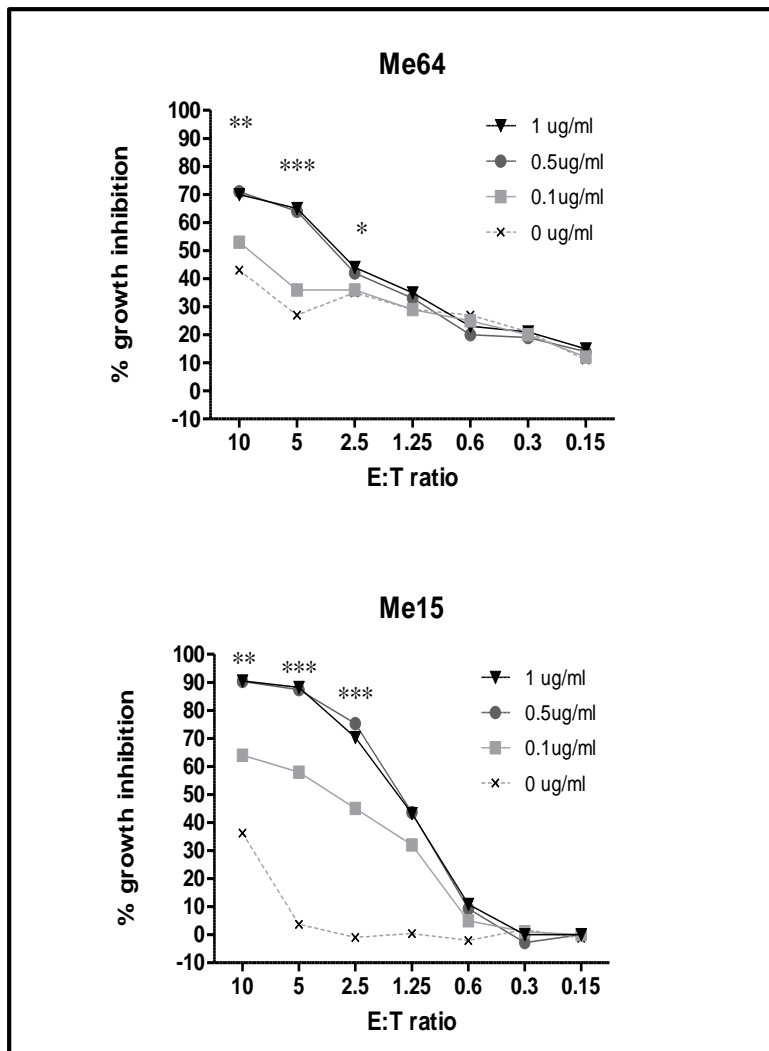 Me64
100
90
80
70
60
50
40
30
20
10
0
-10
% growth inhibition
**
***
*
1 ug/ml
0.5ug/ml
0.1ug/ml
0 ug/ml
10 5 2.5 1.25 0.6 0.3 0.15
E:T ratio
Me15
100
90
80
70
60
50
40
30
20
10
0
-10
% growth inhibition
** *** ***
1 ug/ml
0.5ug/ml
0.1ug/ml
0 ug/ml
10 5 2.5 1.25 0.6 0.3 0.15
E:T ratio